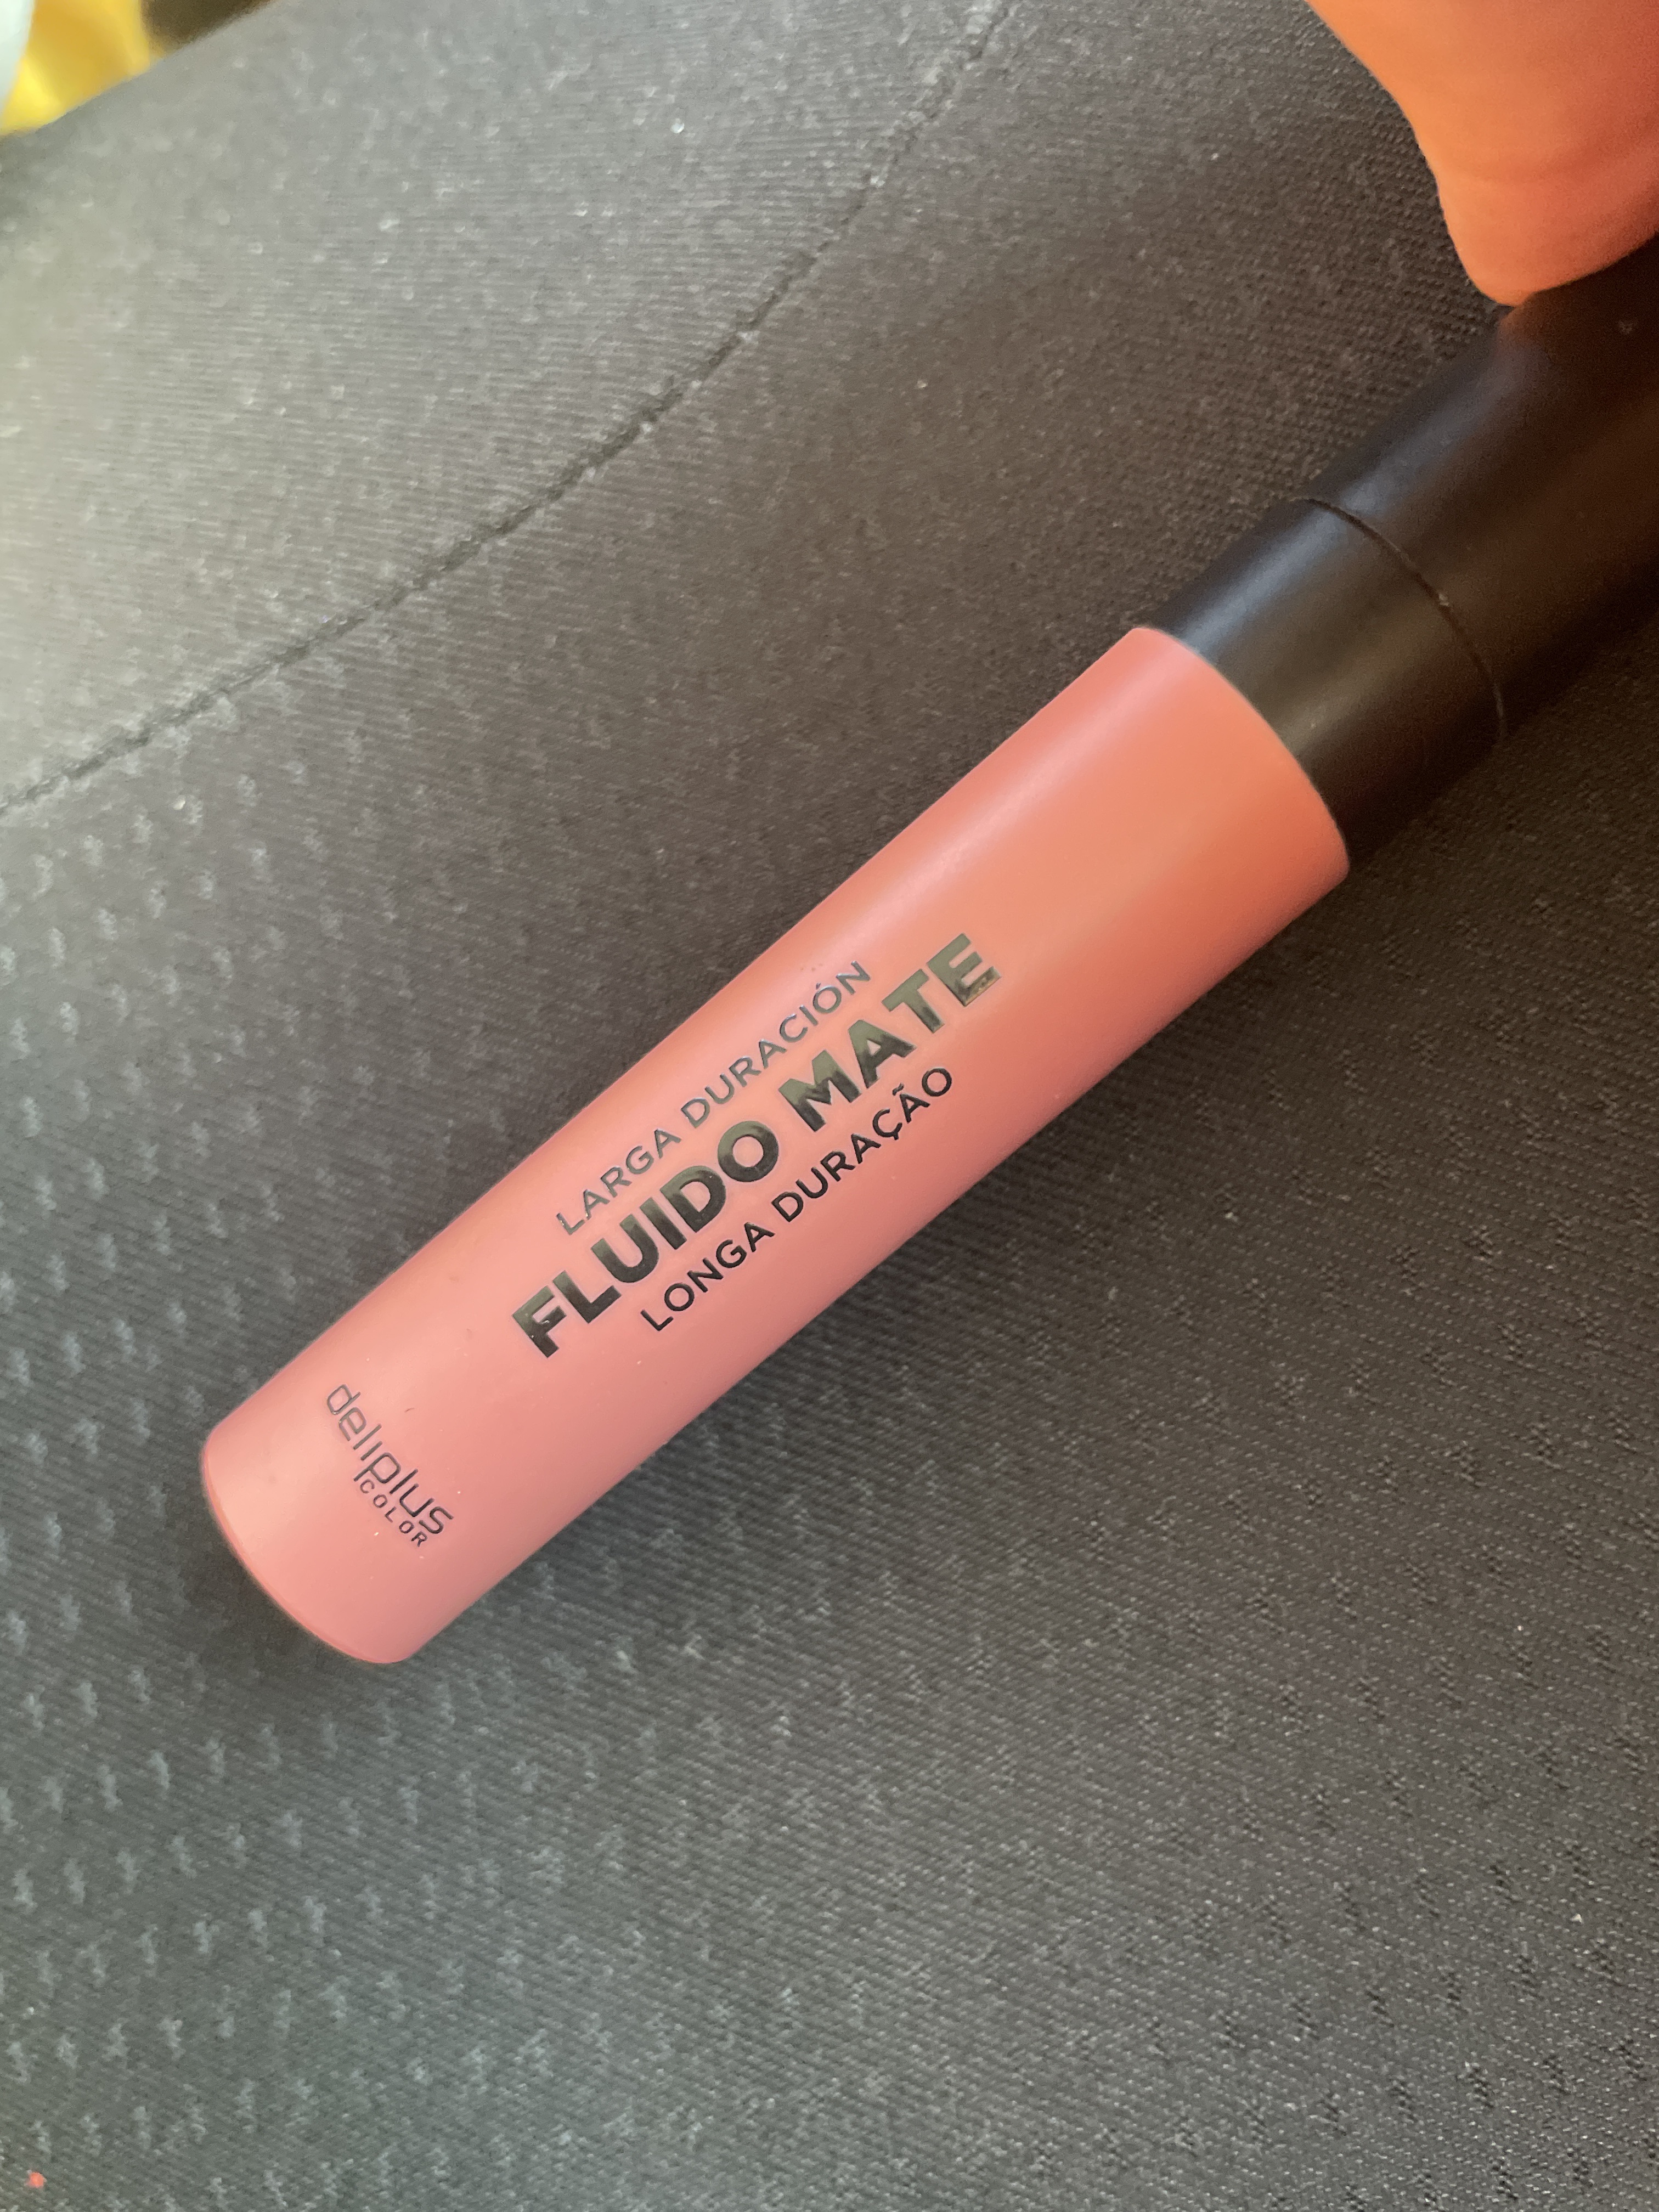 LARGA DURACIÓN
FLUIDO MATE
LONGA DURAÇÃO
deliplus
COLOR